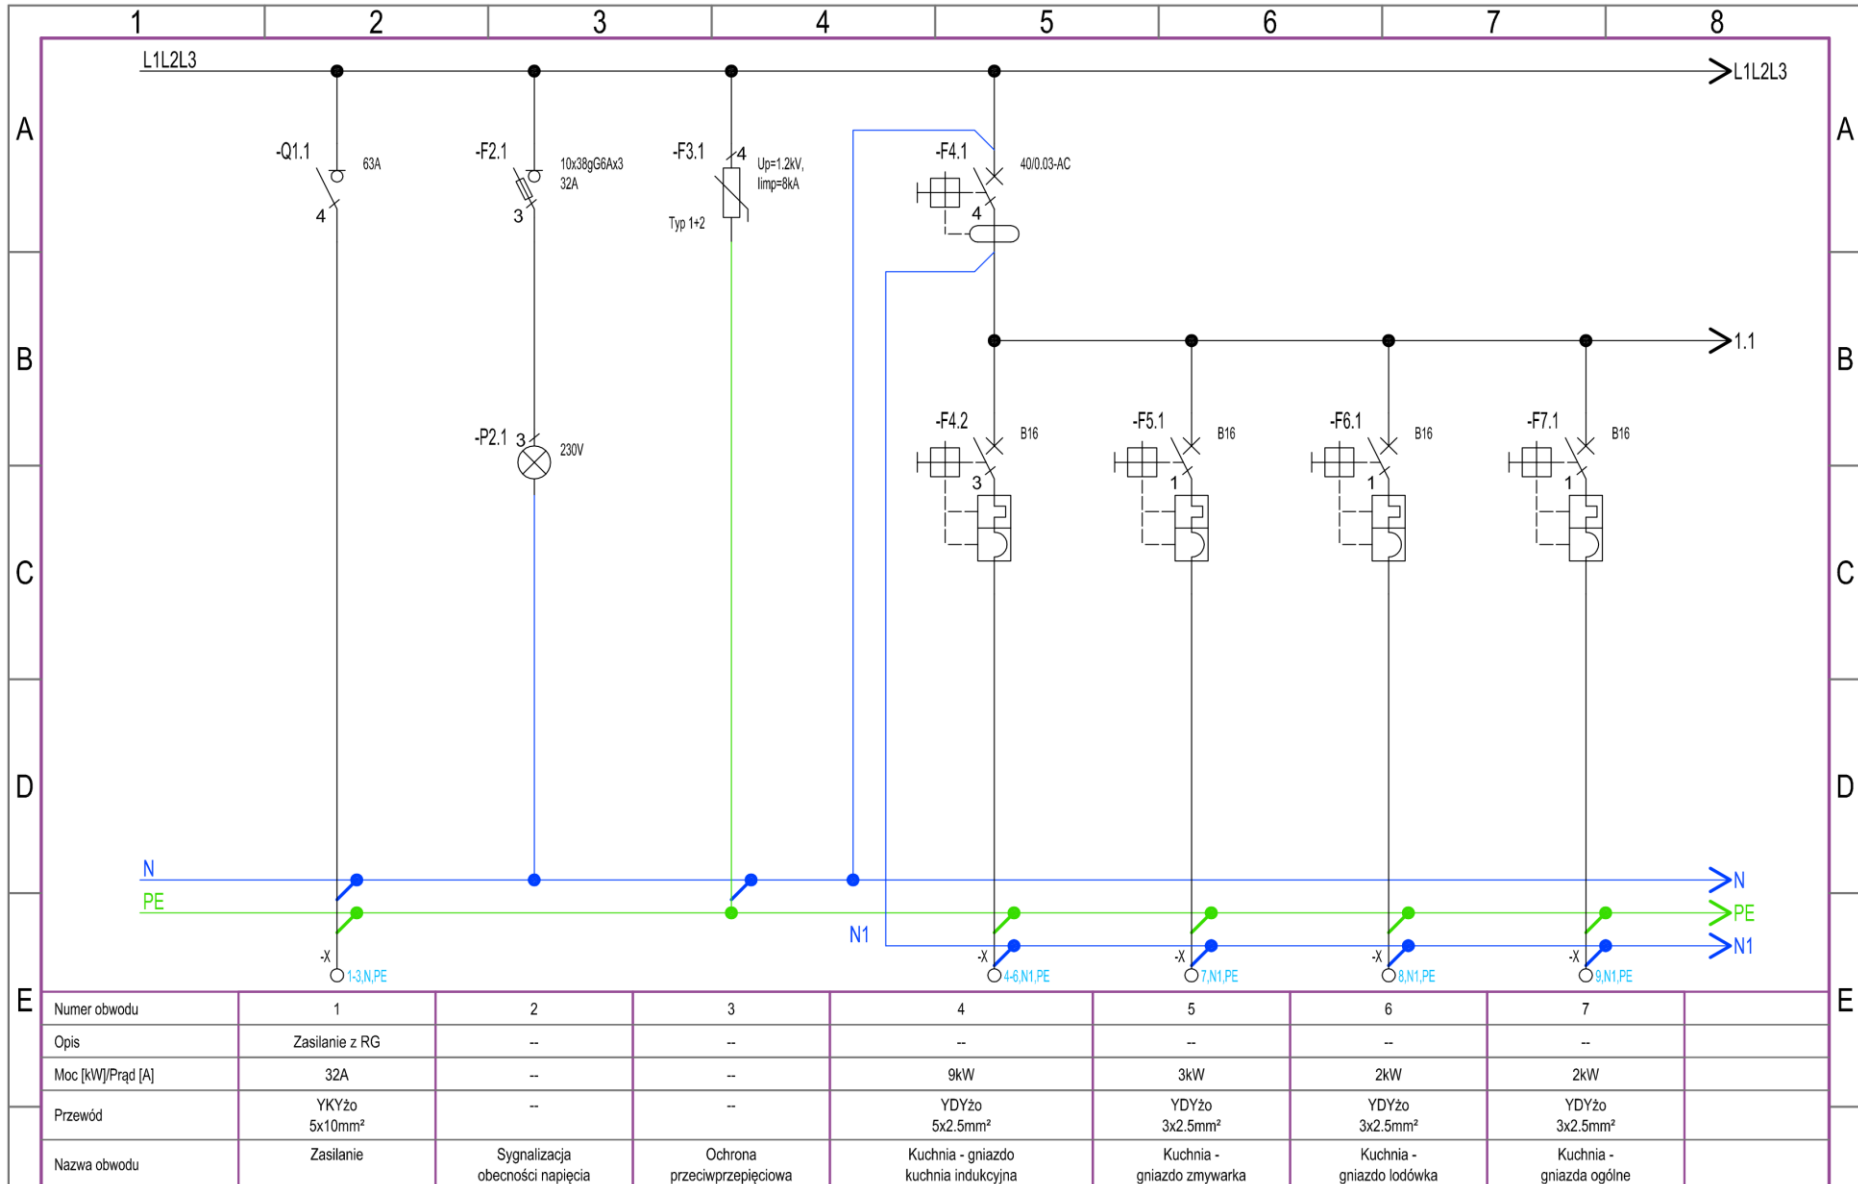 1 2 3 4 5 6 7 8
L1L2L3 L1L2L3
A A
-Q1.1 63A 4
-F2.1 10x38gG6Ax3
32A
3
-F3.1 4 Up=1.2kV,
Iimp=8kA
Typ 1+2
-F4.1 40/0.03-AC
4
B B
1.1
-P2.1 3 230V
-F4.2 B16 3
-F5.1 B16 1
-F6.1 B16 1
-F7.1 B16 1
C C
D D
N N
PE PE
N1 N1
-X 1-3,N,PE
-X 4-6,N1,PE
-X 7,N1,PE
-X 8,N1,PE
-X 9,N1,PE
E E
Numer obwodu 1 2 3 4 5 6 7
Opis Zasilanie z RG -- -- -- -- -- --
Moc [kW]/Prąd [A] 32A -- -- 9kW 3kW 2kW 2kW
Przewód YKYżo
5x10mm² -- -- YDYżo
5x2.5mm² YDYżo
3x2.5mm² YDYżo
3x2.5mm² YDYżo
3x2.5mm²
Nazwa obwodu Zasilanie Sygnalizacja
obecności napięcia Ochrona
przeciwprzepięciowa Kuchnia - gniazdo
kuchnia indukcyjna Kuchnia -
gniazdo zmywarka Kuchnia -
gniazdo lodówka Kuchnia -
gniazda ogólne